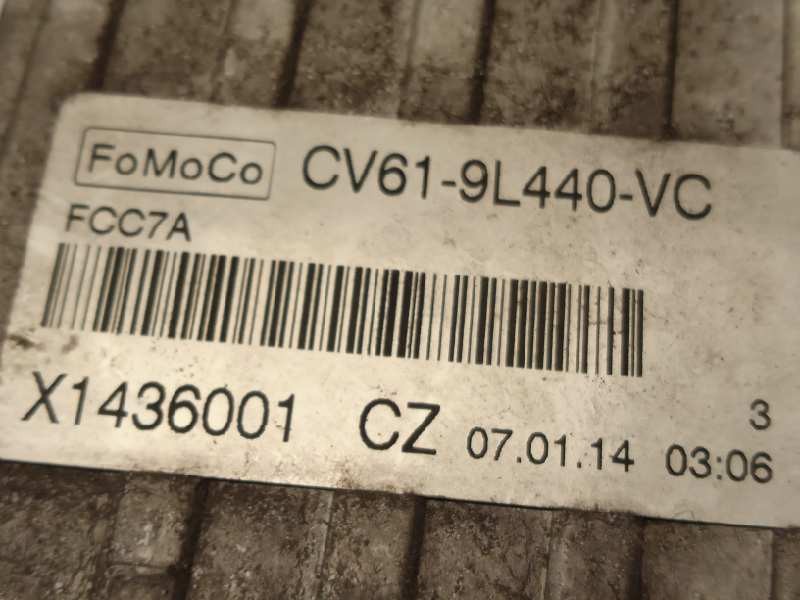 FoMoCo CV61-9L440-VC
FCC7A
3
X1436001 CZ 07.01.14 03:06